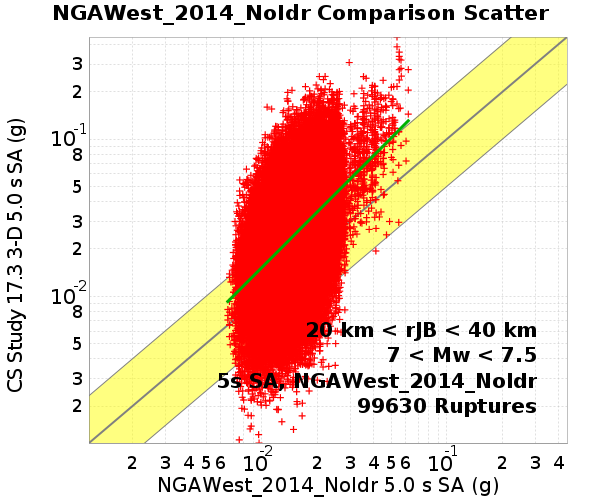 NGAWest_2014_NoIdr Comparison Scatter
CS Study 17.3 3-D 5.0 s SA (g)
3
2
10-1
8
5
3
2
10-2
8
5
3
2
20 km < rJB < 40 km
7 < Mw < 7.5
5s SA, NGAWest_2014_NoIdr
99630 Ruptures
2 3 4 5 6 10-2 2 3 4 5 6 10-1 2 3 4
NGAWest_2014_NoIdr 5.0 s SA (g)